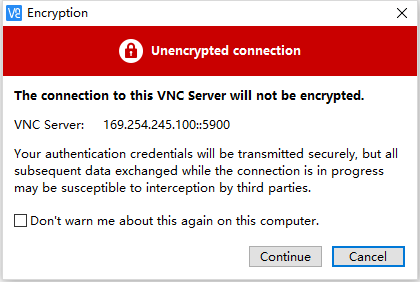 Encryption
Unencrypted connection
The connection to this VNC Server will not be encrypted.
VNC Server: 169.254.245.100::5900
Your authentication credentials will be transmitted securely, but all
subsequent data exchanged while the connection is in progress
may be susceptible to interception by third parties.
Don't warn me about this again on this computer.
Continue Cancel